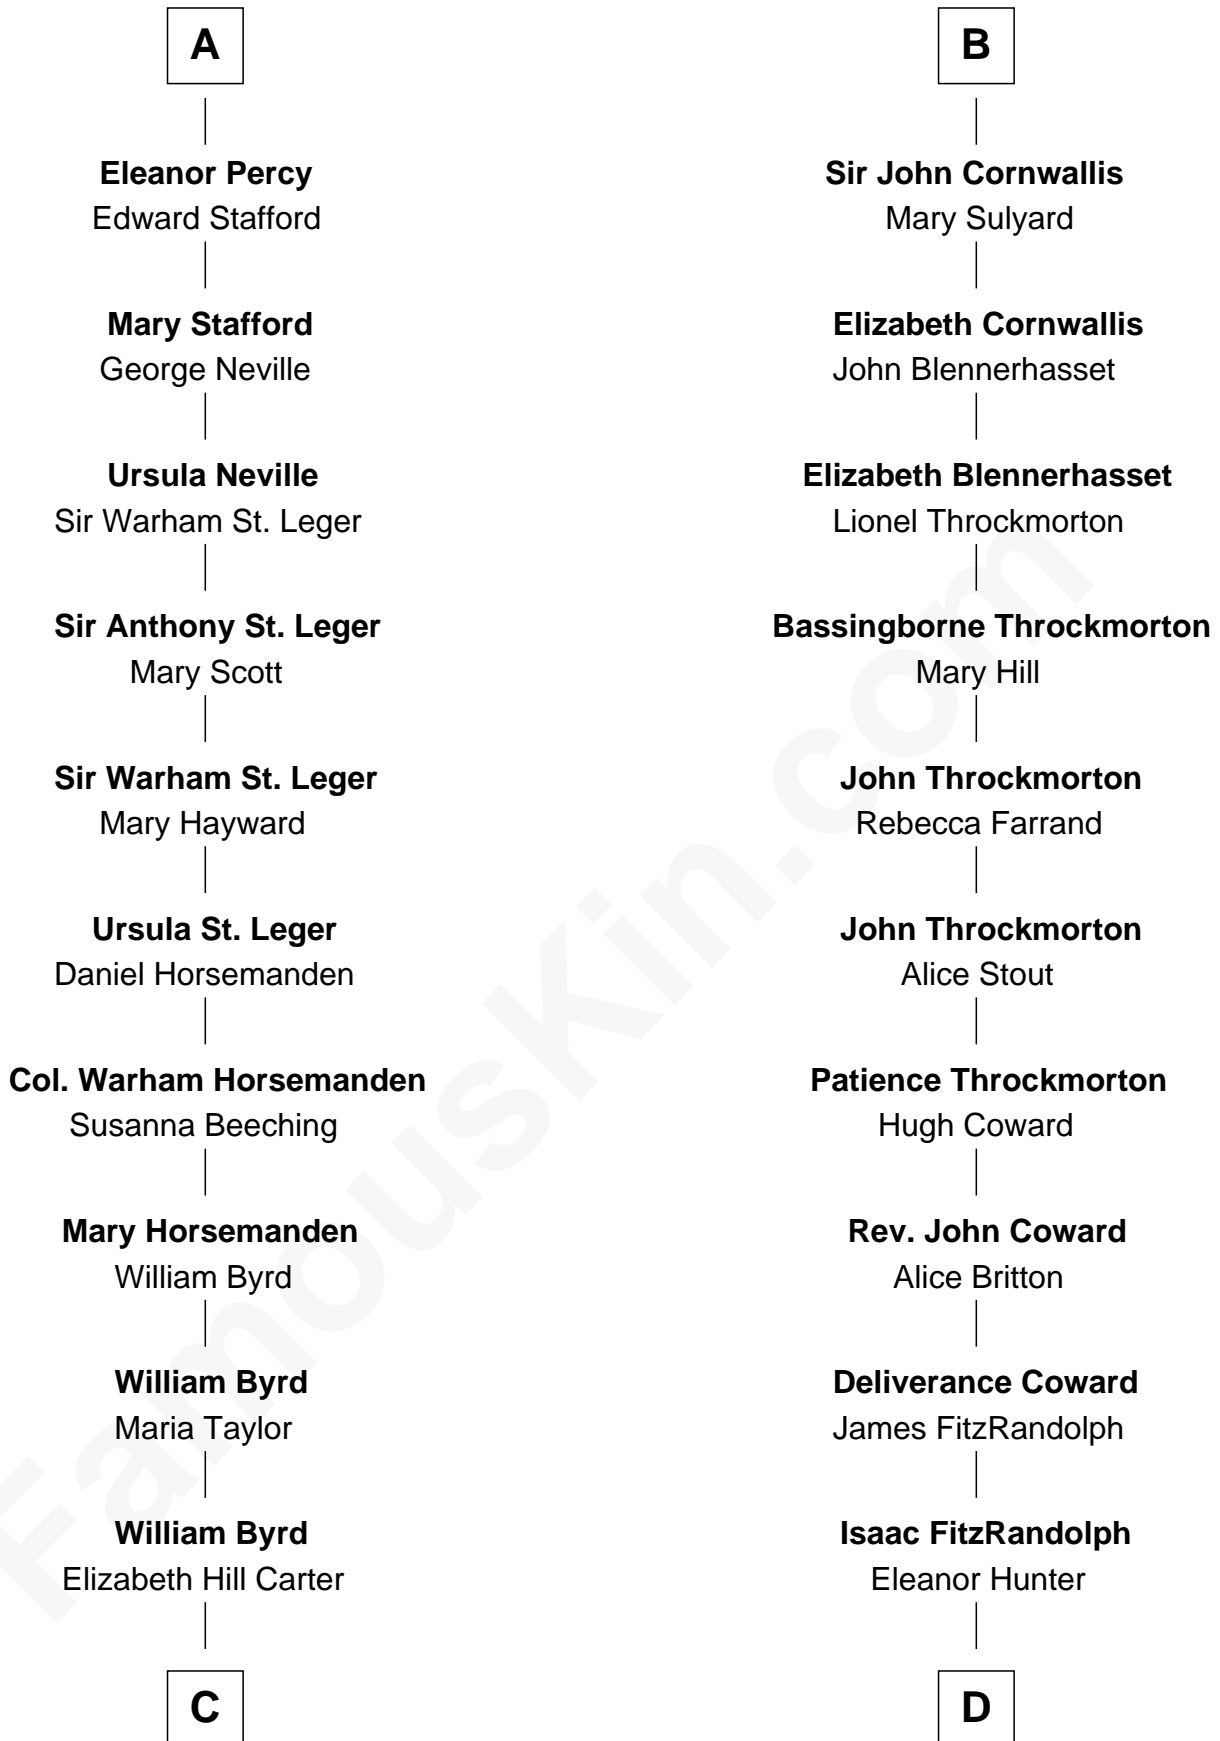 A
Eleanor Percy
Edward Stafford
Mary Stafford
George Neville
Ursula Neville
Sir Warham St. Leger
Sir Anthony St. Leger
Mary Scott
Sir Warham St. Leger
Mary Hayward
Ursula St. Leger
Daniel Horsemanden
Col. Warham Horsemanden
Susanna Beeching
Mary Horsemanden
William Byrd
William Byrd
Maria Taylor
William Byrd
Elizabeth Hill Carter
C
B
Sir John Cornwallis
Mary Sulyard
Elizabeth Cornwallis
John Blennerhasset
Elizabeth Blennerhasset
Lionel Throckmorton
Bassingborne Throckmorton
Mary Hill
John Throckmorton
Rebecca Farrand
John Throckmorton
Alice Stout
Patience Throckmorton
Hugh Coward
Rev. John Coward
Alice Britton
Deliverance Coward
James FitzRandolph
Isaac FitzRandolph
Eleanor Hunter
D
FamousKin.com